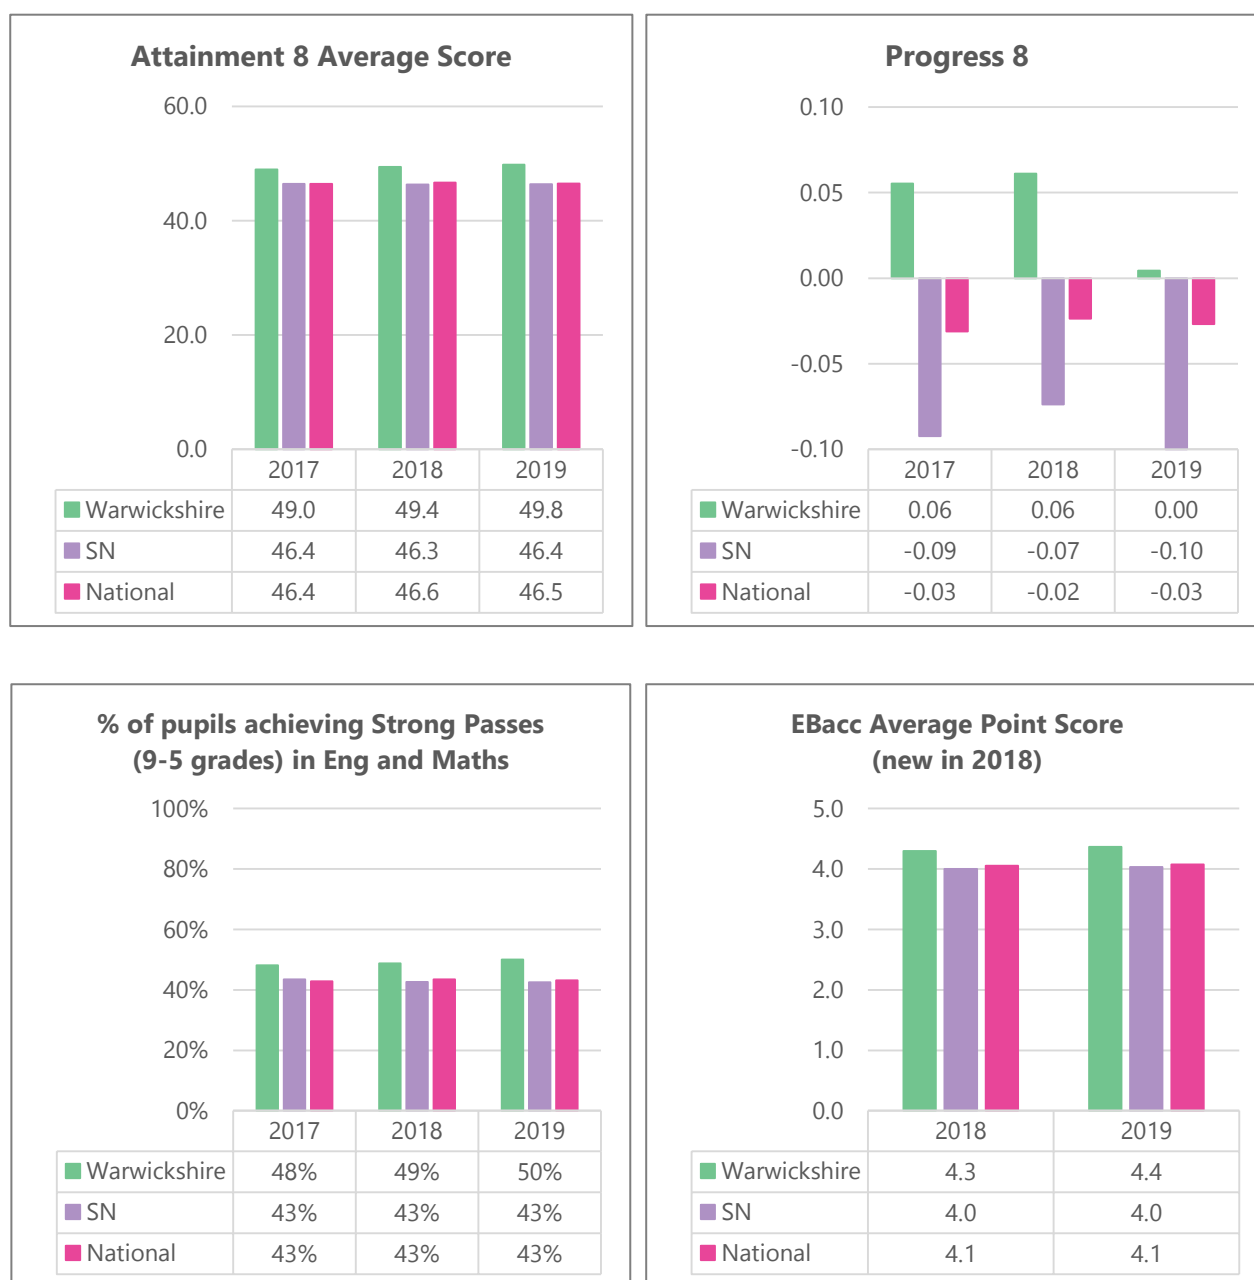 Attainment 8 Average Score
60.0
40.0
20.0
0.0
2017 2018 2019
Warwickshire 49.0 49.4 49.8
SN 46.4 46.3 46.4
National 46.4 46.6 46.5
Progress 8
0.10
0.05
0.00
-0.05
-0.10
2017 2018 2019
Warwickshire 0.06 0.06 0.00
SN -0.09 -0.07 -0.10
National -0.03 -0.02 -0.03
% of pupils achieving Strong Passes
(9-5 grades) in Eng and Maths
100%
80%
60%
40%
20%
0%
2017 2018 2019
Warwickshire 48% 49% 50%
SN 43% 43% 43%
National 43% 43% 43%
EBacc Average Point Score
(new in 2018)
5.0
4.0
3.0
2.0
1.0
0.0
2018 2019
Warwickshire 4.3 4.4
SN 4.0 4.0
National 4.1 4.1